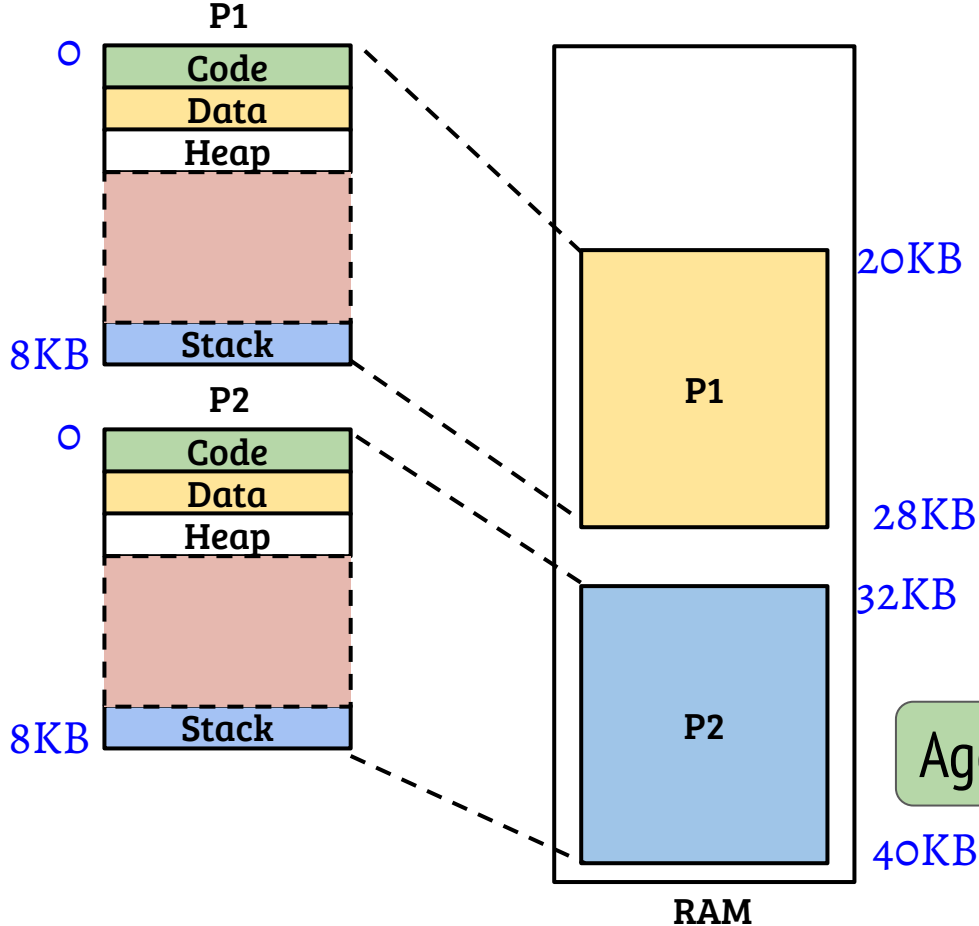 P1
0
Code
Data
Heap
Stack
8KB
P2
0
Code
Data
Heap
Stack
8KB
20KB
P1
28KB
32KB
P2
40KB
RAM